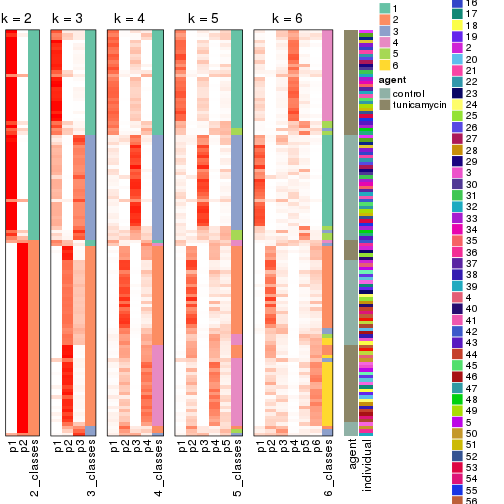 k = 2
k = 3
k = 4
k = 5
k = 6
p1
p2
2_classes
p1
p2
p3
3_classes
p1
p2
p3
p4
4_classes
p1
p2
p3
p4
p5
5_classes
p1
p2
p3
p4
p5
p6
6_classes
agent
individual
1
2
3
4
5
6
agent
control
tunicamycin
16
17
18
19
2
20
21
22
23
24
25
26
27
28
29
3
30
31
32
33
34
35
36
37
38
39
4
40
41
42
43
44
45
46
47
48
49
5
50
51
52
53
54
55
56